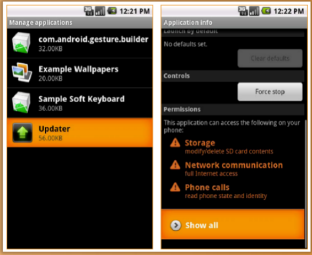 12:21 PM
Manage applications
com.android.gesture.builder
32.00KB
Example Wallpapers
20.00KB
Sample Soft Keyboard
36.00KB
Updater
56.00KB
12:22 PM
Application info
Launch by default
No defaults set.
Clear defaults
Controls
Force stop
Permissions
This application can access the following on your
phone:
Storage
modify/delete SD card contents
Network communication
full Internet access
Phone calls
read phone state and identity
Show all